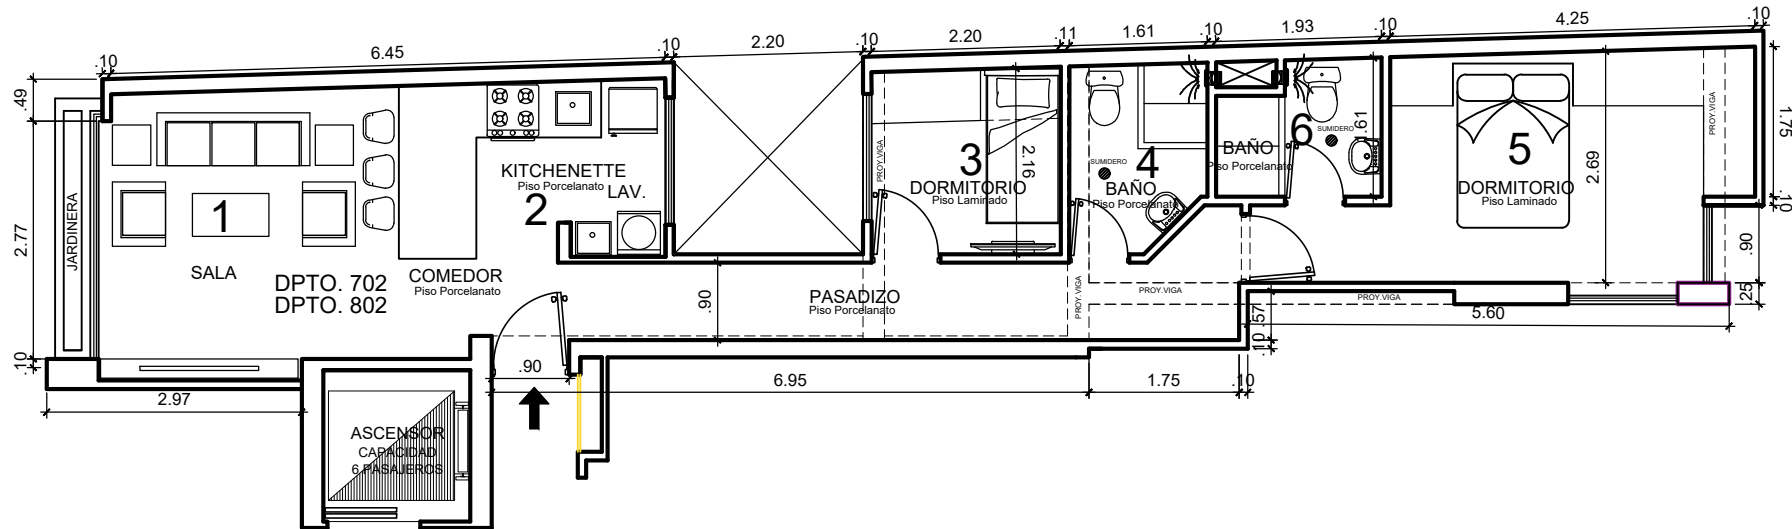 .10
6.45
.10
2.20
.10
2.20
.11
1.61
.10
1.93
.10
4.25
.10
.49
2.77
.10
JARDINERA
1
SALA
DPTO. 702
DPTO. 802
KITCHENETTE
Piso Porcelanato
2
LAV.
COMEDOR
Piso Porcelanato
PROY.VIGA
3
2.16
DORMITORIO
Piso Laminado
SUMIDERO
4
BAÑO
Piso Porcelanato
PROY.VIGA
6
BAÑO
Piso Porcelanato
SUMIDERO
.61
5
DORMITORIO
Piso Laminado
2.69
PROY.VIGA
1.75
.10
.90
.25
.90
PASADIZO
Piso Porcelanato
PROY.VIGA
PROY.VIGA
PROY.VIGA
.57
.10
5.60
2.97
.90
6.95
1.75
.10
ASCENSOR
CAPACIDAD
6 PASAJEROS